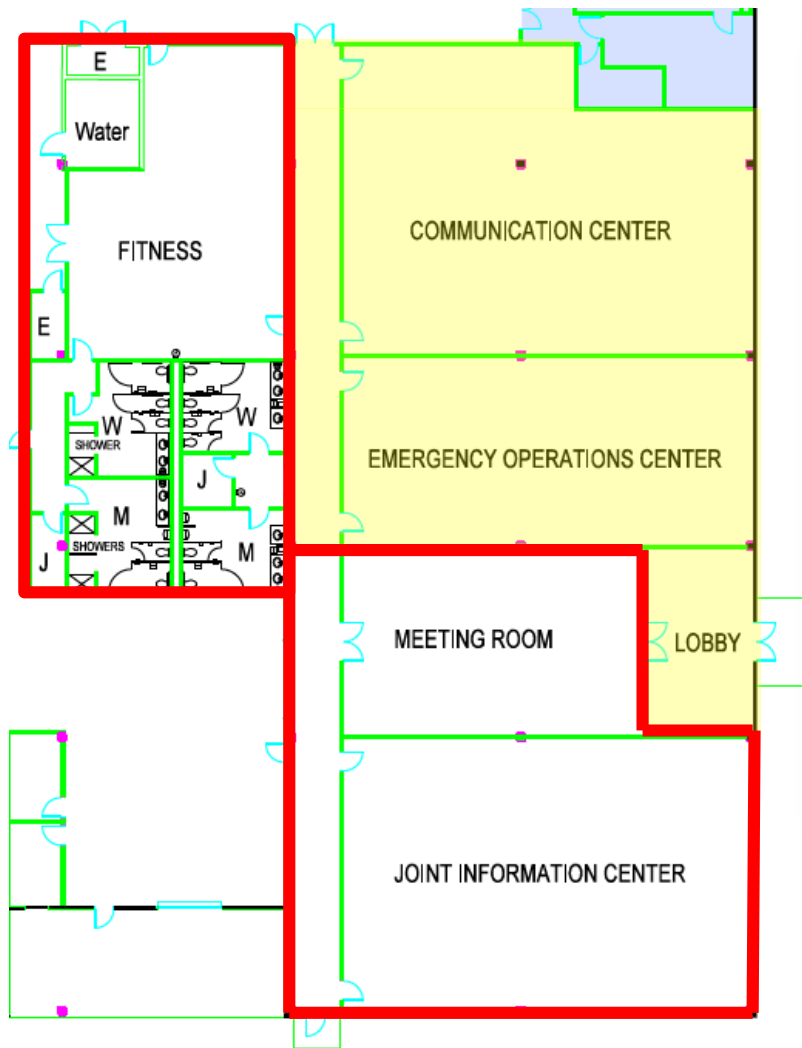 E
Water
COMMUNICATION CENTER
FITNESS
E
W
W
SHOWER
EMERGENCY OPERATIONS CENTER
J
M
SHOWERS
M
J
MEETING ROOM
LOBBY
JOINT INFORMATION CENTER